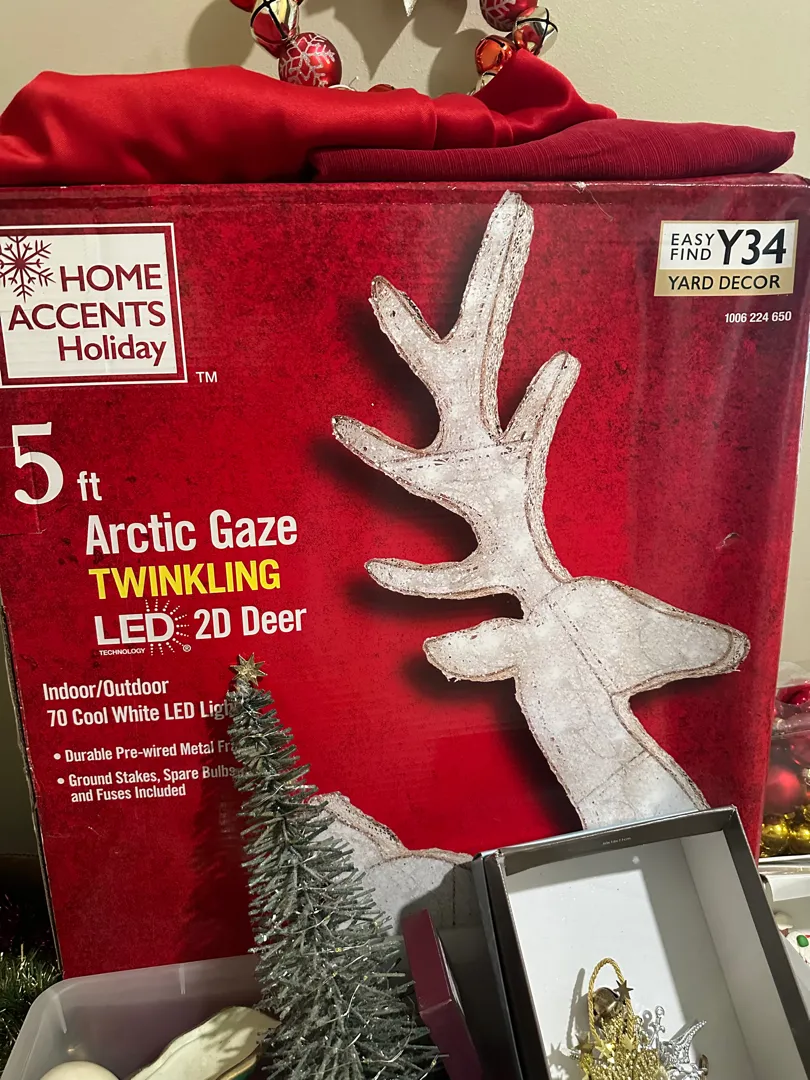 HOME
ACCENTS
Holiday
TM
EASY
FIND Y34
YARD DECOR
1006 224 650
5 ft
Arctic Gaze
TWINKLING
LED 2D Deer
TECHNOLOGY ®
Indoor/Outdoor
70 Cool White LED Ligh
• Durable Pre-wired Metal Fra
• Ground Stakes, Spare Bulbs
and Fuses Included